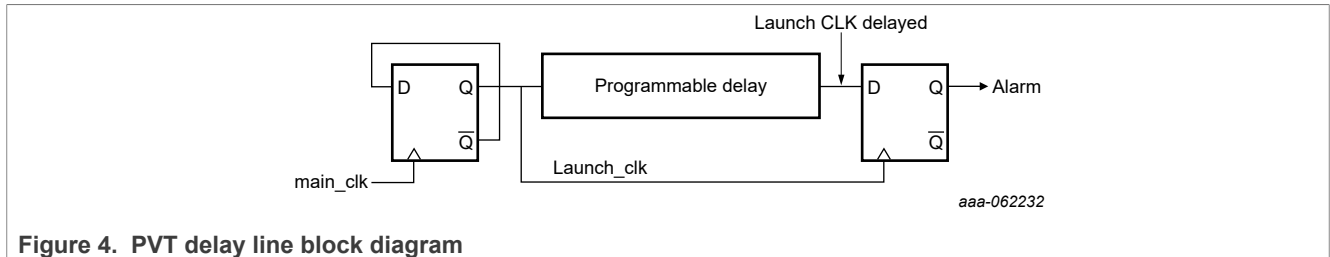 Launch CLK delayed
D Q
Q
Programmable delay
D Q
Q
Alarm
main_clk
Launch_clk
aaa-062232
Figure 4. PVT delay line block diagram